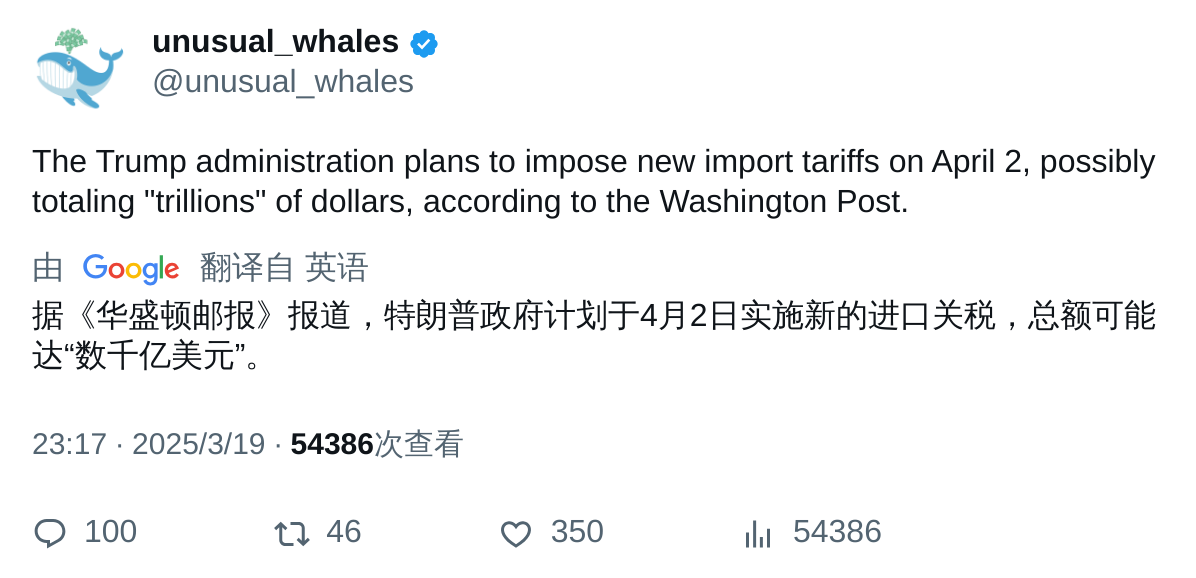 unusual_whales
@unusual_whales
The Trump administration plans to impose new import tariffs on April 2, possibly
totaling "trillions" of dollars, according to the Washington Post.
由 Google 翻译自 英语
据《华盛顿邮报》报道，特朗普政府计划于4月2日实施新的进口关税，总额可能
达“数千亿美元”。
23:17 · 2025/3/19 · 54386次查看
100 46 350 54386